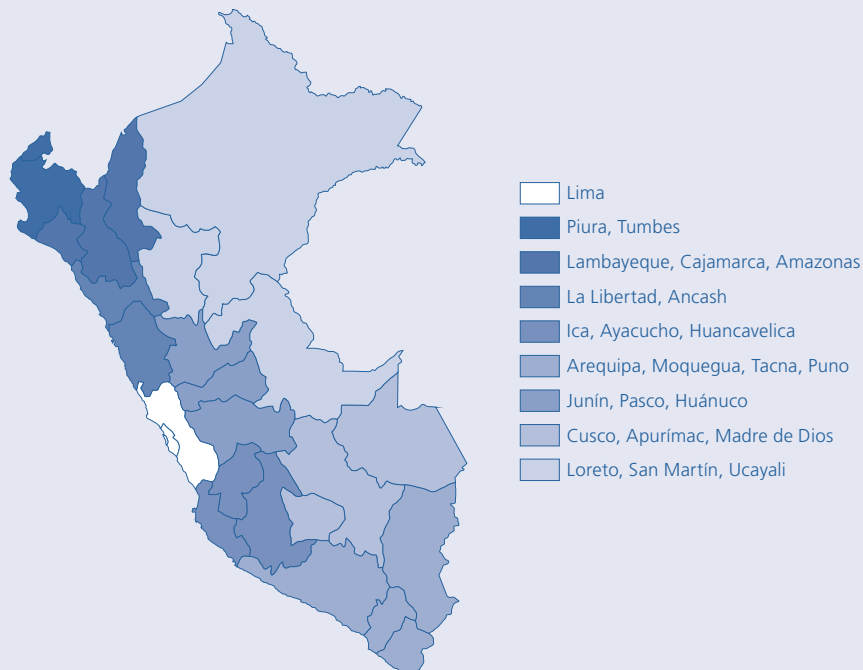 Lima
Piura, Tumbes
Lambayeque, Cajamarca, Amazonas
La Libertad, Ancash
Ica, Ayacucho, Huancavelica
Arequipa, Moquegua, Tacna, Puno
Junín, Pasco, Huánuco
Cusco, Apurímac, Madre de Dios
Loreto, San Martín, Ucayali